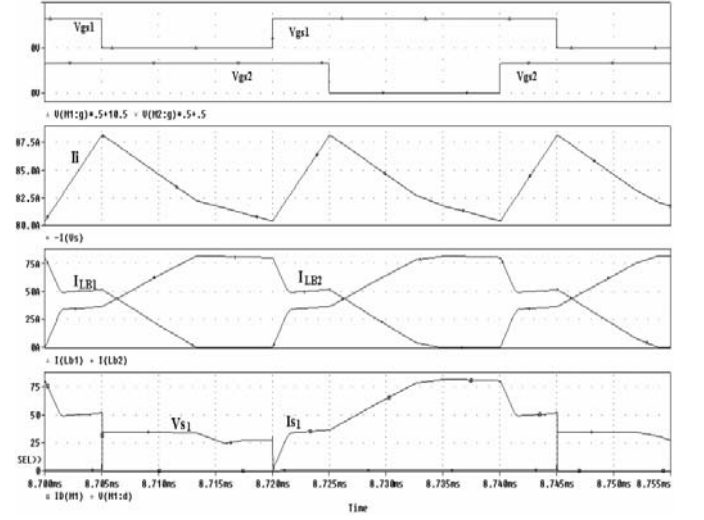 Vgs1 Vgs1
0V
Vgs2 Vgs2
0V
▵ V(M1:g)*.5+10.5 ▿ V(M2:g)*.5+.5
87.5A
Ii
85.0A
82.5A
80.0A
-I(Vs)
75A
ILB1 ILB2
50A
25A
0A
I(Lb1) I(Lb2)
75
50
Vs1 Is1
25
SEL>>
0
8.700ms 8.705ms 8.710ms 8.715ms 8.720ms 8.725ms 8.730ms 8.735ms 8.740ms 8.745ms 8.750ms 8.755ms
ID(M1) V(M1:d)
Time